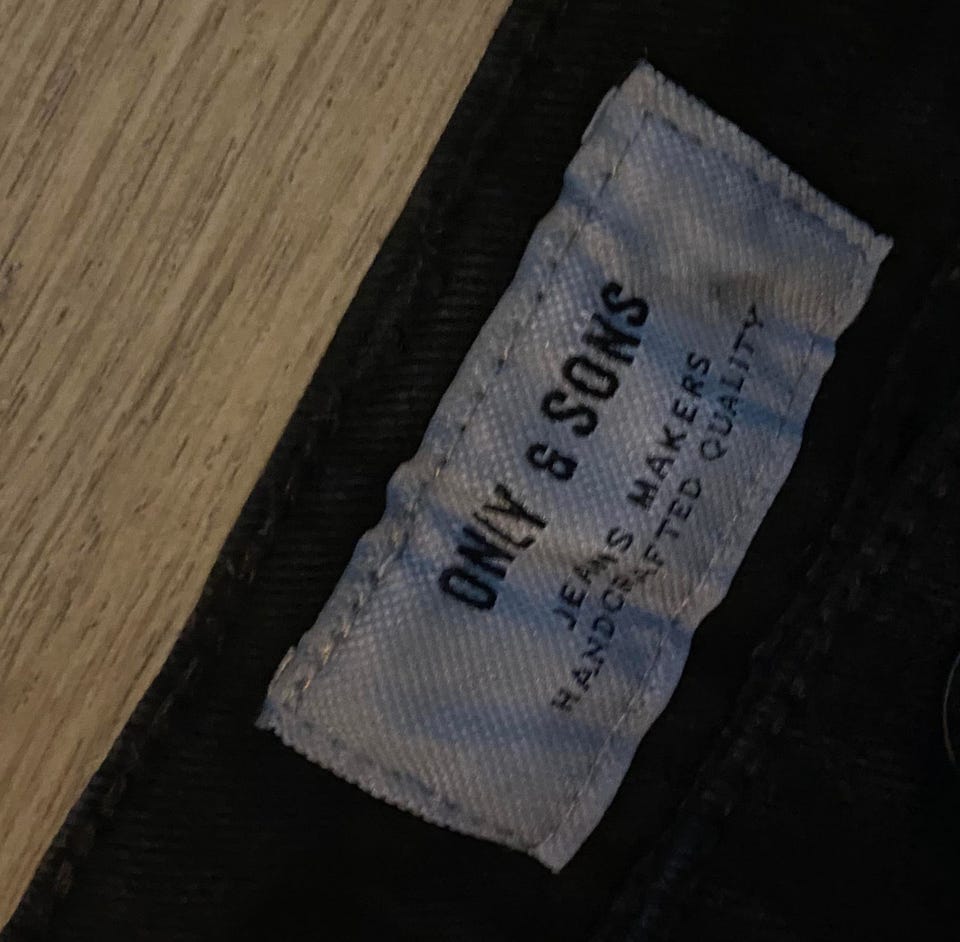 ONLY & SONS
JEANS MAKERS
HANDCRAFTED QUALITY